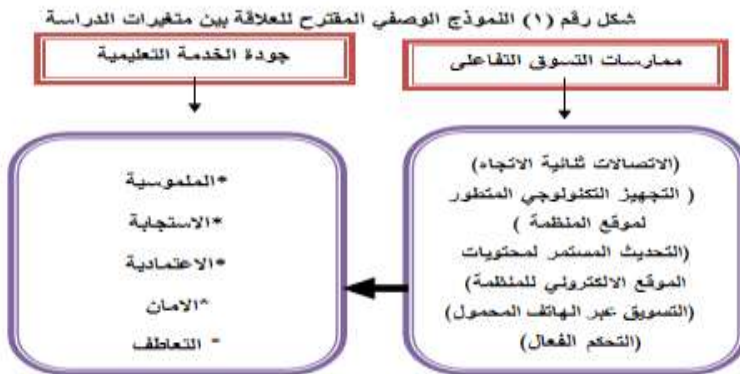 شكل رقم (١) النموذج الوصفي المقترح للعلاقة بين متغيرات الدراسة
ممارسات التسوق التفاعلى
(الاتصالات ثنائية الاتجاه)
( التجهيز التكنولوجي المتطور
لموقع المنظمة )
(التحديث المستمر لمحتويات
الموقع الالكتروني للمنظمة)
(التسويق عبر الهاتف المحمول)
(التحكم الفعال)
جودة الخدمة التعليمية
*الملموسية
*الاستجابة
*الاعتمادية
*الامان
* التعاطف